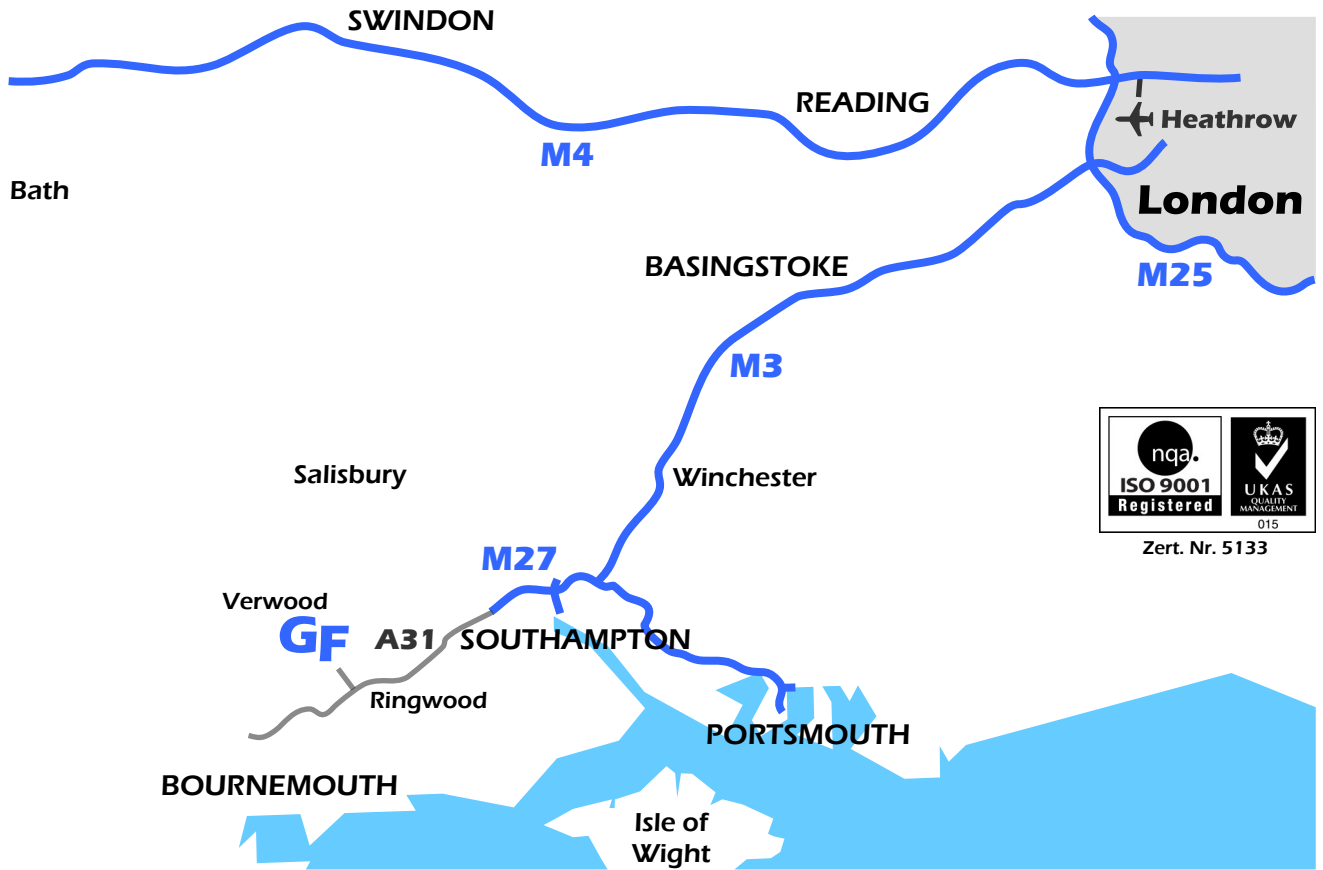 SWINDON
READING
Heathrow
M4
Bath
London
BASINGSTOKE
M25
M3
nqa.
ISO 9001
Registered
UKAS
QUALITY
MANAGEMENT
015
Zert. Nr. 5133
Salisbury
Winchester
M27
Verwood
GF
A31
SOUTHAMPTON
Ringwood
PORTSMOUTH
BOURNEMOUTH
Isle of
Wight